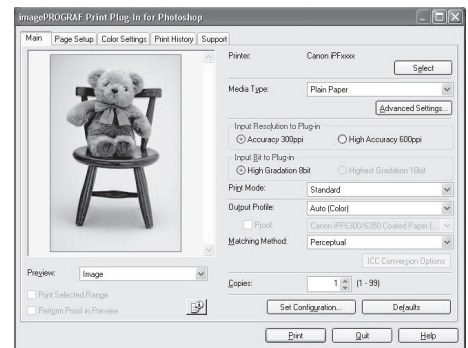 imagePROGRAF Print Plug-In for Photoshop
Main Page Setup Color Settings Print History Support
Printer: Canon iPFxxxx
Select
Media Type: Plain Paper
Advanced Settings...
Input Resolution to Plug-in
Accuracy 300ppi High Accuracy 600ppi
Input Bit to Plug-in
High Gradation 8bit Highest Gradation 16bit
Print Mode: Standard
Output Profile: Auto (Color)
Proof: Canon iPF6300/6350 Coated Paper (...
Matching Method: Perceptual
ICC Conversion Options
Preview: Image
Print Selected Range
Perform Proof in Preview
Copies: 1 (1 - 99)
Set Configuration... Defaults
Print Quit Help